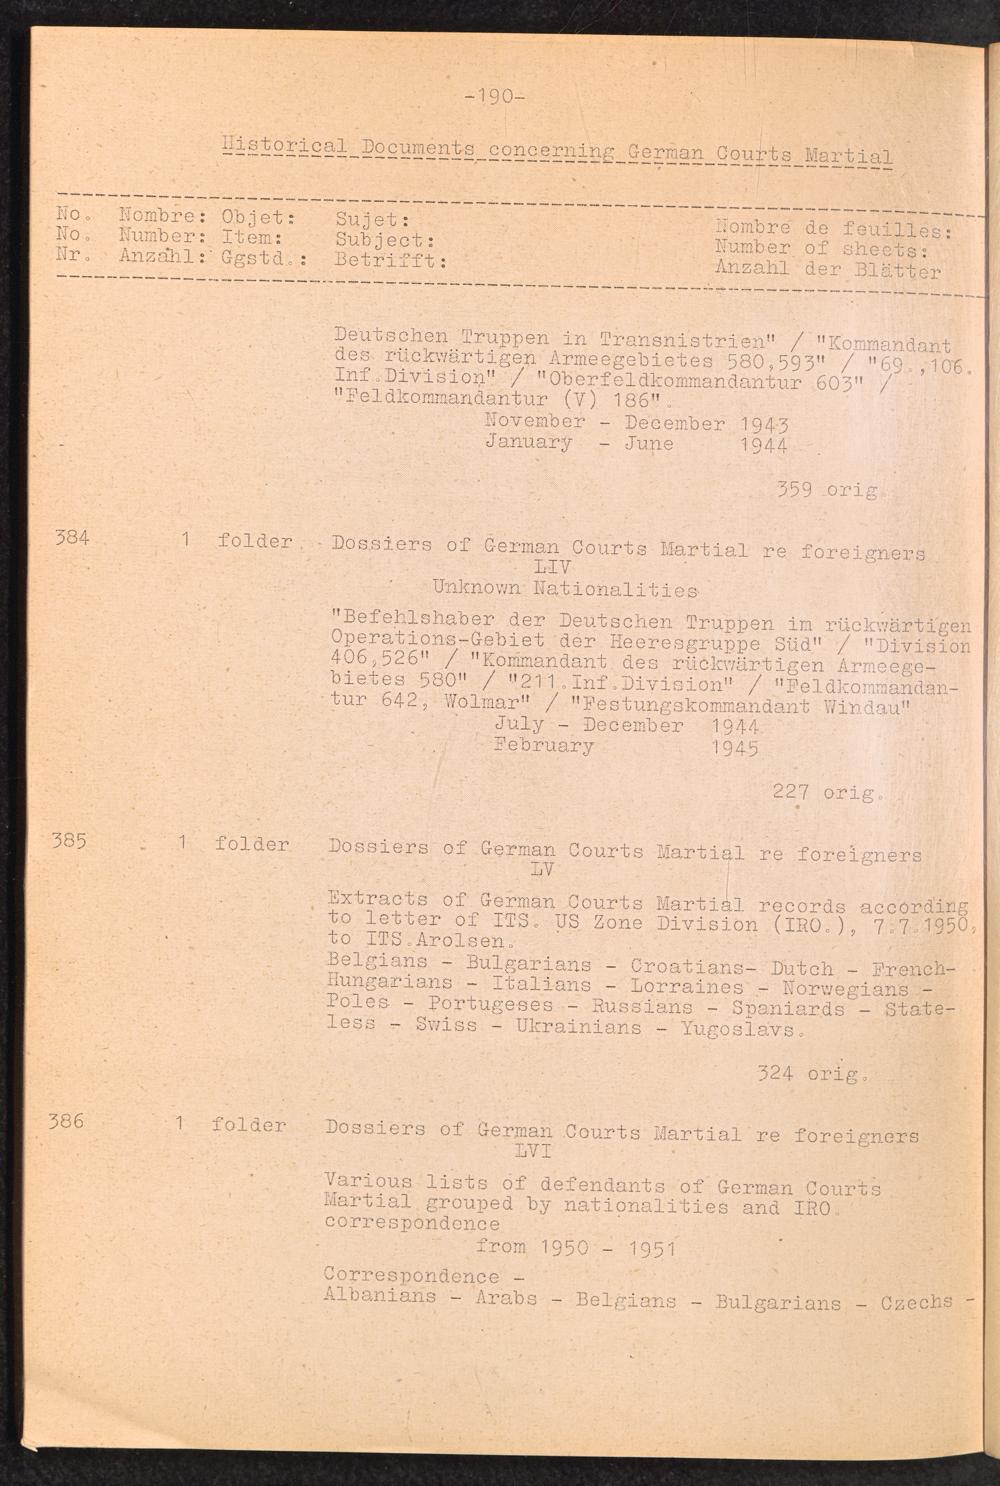 -190-
Historical Documents concerning German Courts Martial
No. Nombre: Objet: Sujet: Nombre de feuilles:
No. Number: Item: Subject: Number of sheets:
Nr. Anzahl: Ggstd.: Betrifft: Anzahl der Blätter
Deutschen Truppen in Transnistrien" / "Kommandant
des rückwärtigen Armeegebietes 580,593" / "69.,106.
Inf.Division" / "Oberfeldkommandantur 603" /
"Feldkommandantur (V) 186".
November - December 1943
January - June 1944
359 orig.
384 1 folder Dossiers of German Courts Martial re foreigners
LIV
Unknown Nationalities
"Befehlshaber der Deutschen Truppen im rückwärtigen
Operations-Gebiet der Heeresgruppe Süd" / "Division
406,526" / "Kommandant des rückwärtigen Armeege-
bietes 580" / "211.Inf.Division" / "Feldkommandan-
tur 642, Wolmar" / "Festungskommandant Windau"
July - December 1944
February 1945
227 orig.
385 1 folder Dossiers of German Courts Martial re foreigners
LV
Extracts of German Courts Martial records according
to letter of ITS. US Zone Division (IRO.), 7.7.1950,
to ITS.Arolsen.
Belgians - Bulgarians - Croatians- Dutch - French-
Hungarians - Italians - Lorraines - Norwegians -
Poles - Portugeses - Russians - Spaniards - State-
less - Swiss - Ukrainians - Yugoslavs.
324 orig.
386 1 folder Dossiers of German Courts Martial re foreigners
LVI
Various lists of defendants of German Courts
Martial grouped by nationalities and IRO.
correspondence
from 1950 - 1951
Correspondence -
Albanians - Arabs - Belgians - Bulgarians - Czechs -